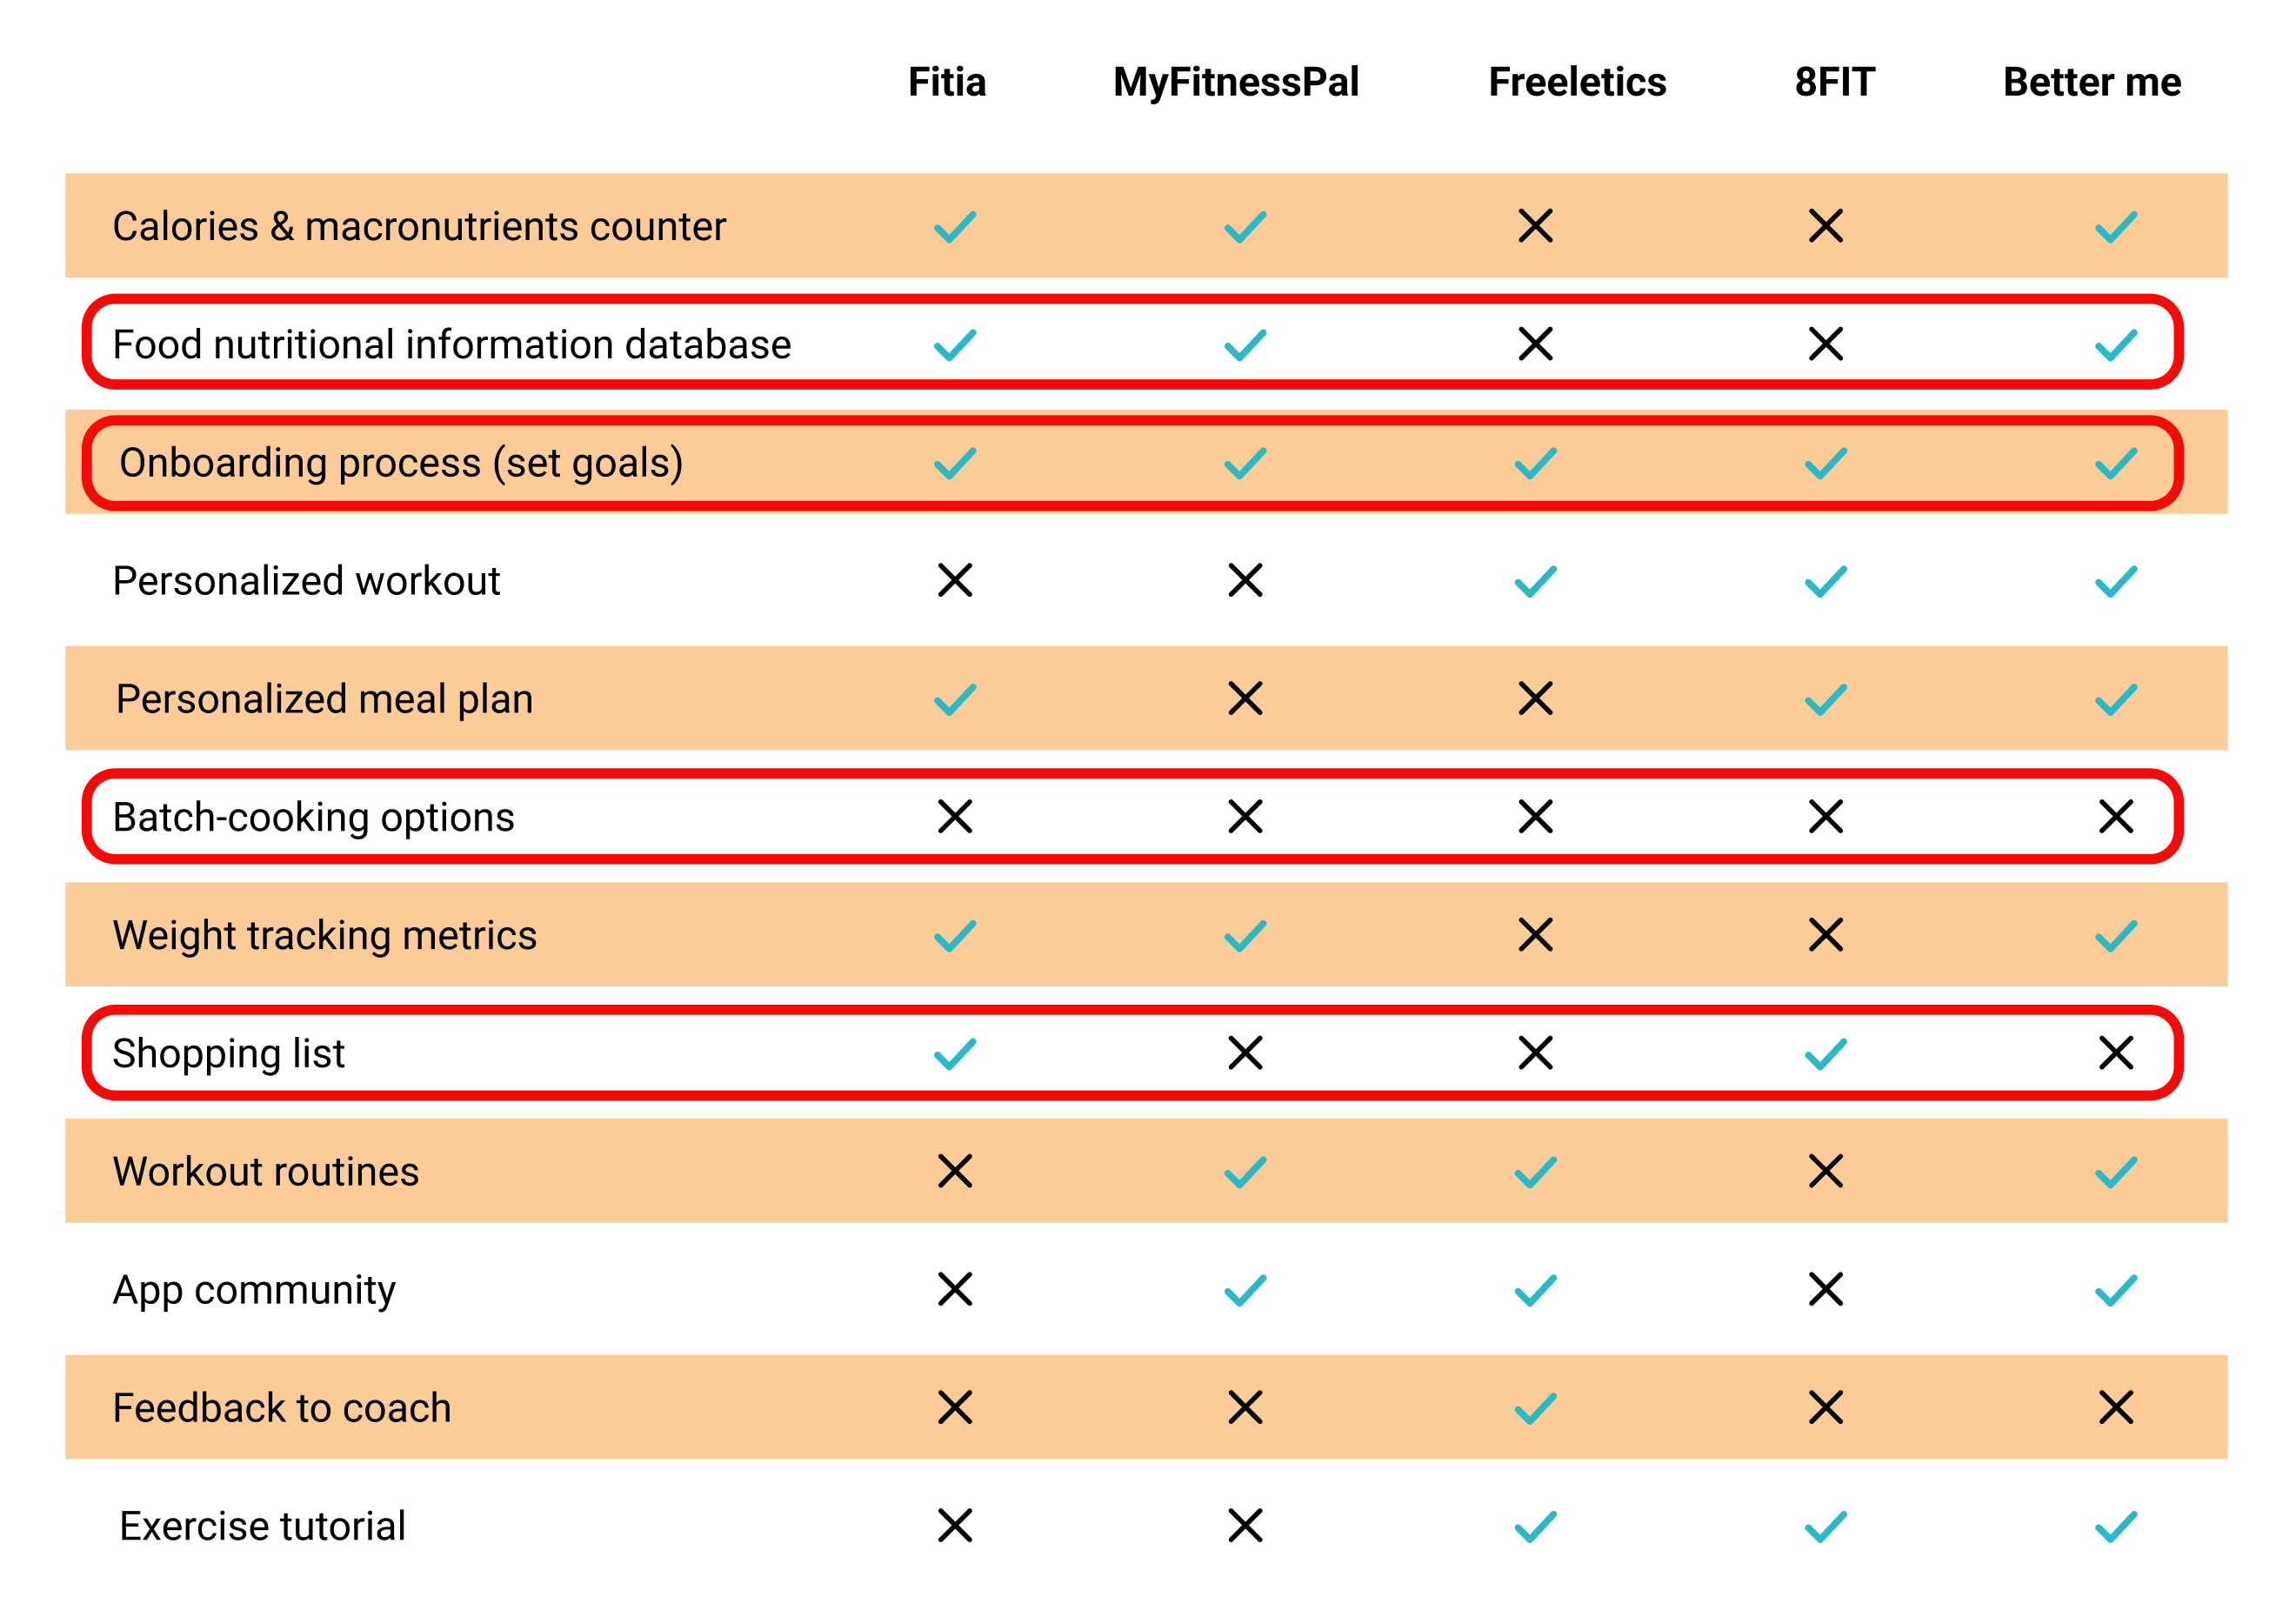 Fitia MyFitnessPal Freeletics 8FIT Better me
Calories & macronutrients counter
Food nutritional information database
Onboarding process (set goals)
Personalized workout
Personalized meal plan
Batch-cooking options
Weight tracking metrics
Shopping list
Workout routines
App community
Feedback to coach
Exercise tutorial